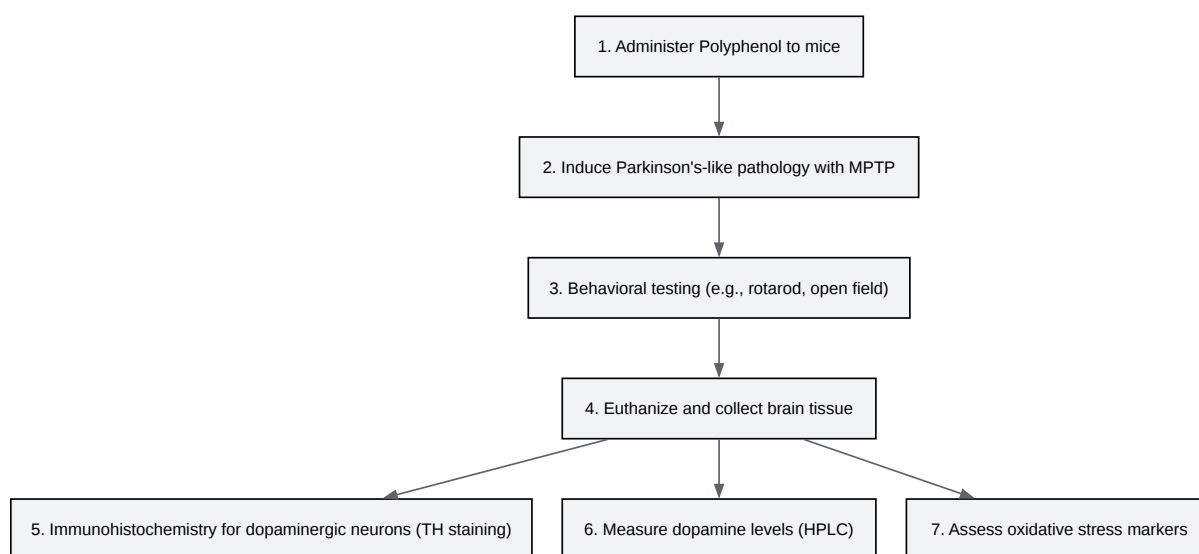 1. Administer Polyphenol to mice
2. Induce Parkinson's-like pathology with MPTP
3. Behavioral testing (e.g., rotarod, open field)
4. Euthanize and collect brain tissue
5. Immunohistochemistry for dopaminergic neurons (TH staining)
6. Measure dopamine levels (HPLC)
7. Assess oxidative stress markers